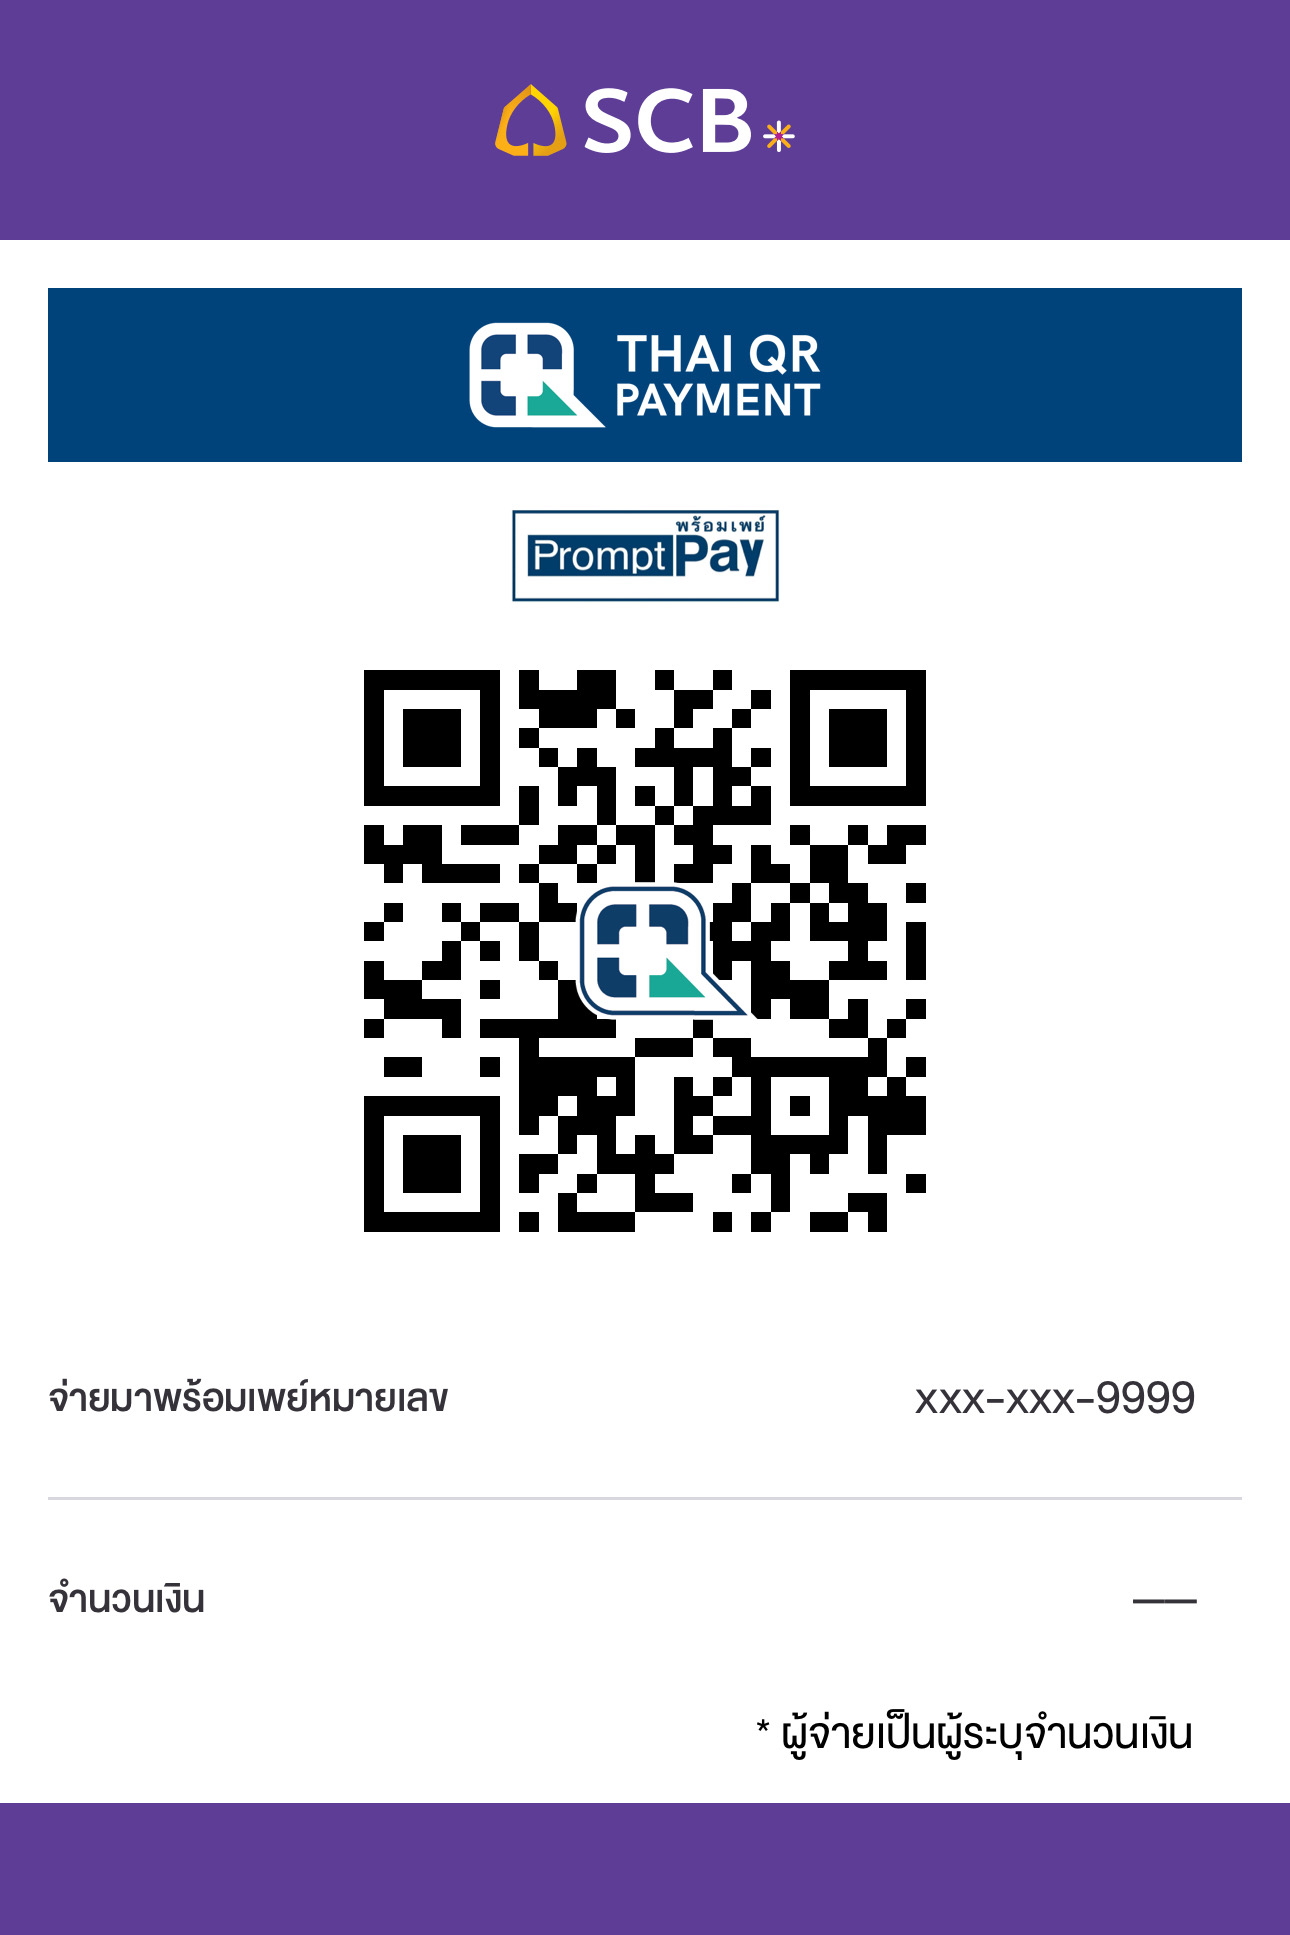 SCB
THAI QR
PAYMENT
พร้อมเพย์
PromptPay
จ่ายมาพร้อมเพย์หมายเลข xxx-xxx-9999
จำนวนเงิน ——
* ผู้จ่ายเป็นผู้ระบุจำนวนเงิน